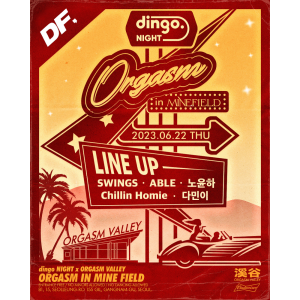 DF.
dingo
NIGHT
Orgasm
in MINEFIELD
2023.06.22 THU
LINE UP
SWINGS · ABLE · 노윤하
Chillin Homie · 다민이
ORGASM VALLEY
dingo NIGHT x ORGASM VALLEY
ORGASM IN MINE FIELD
溪谷